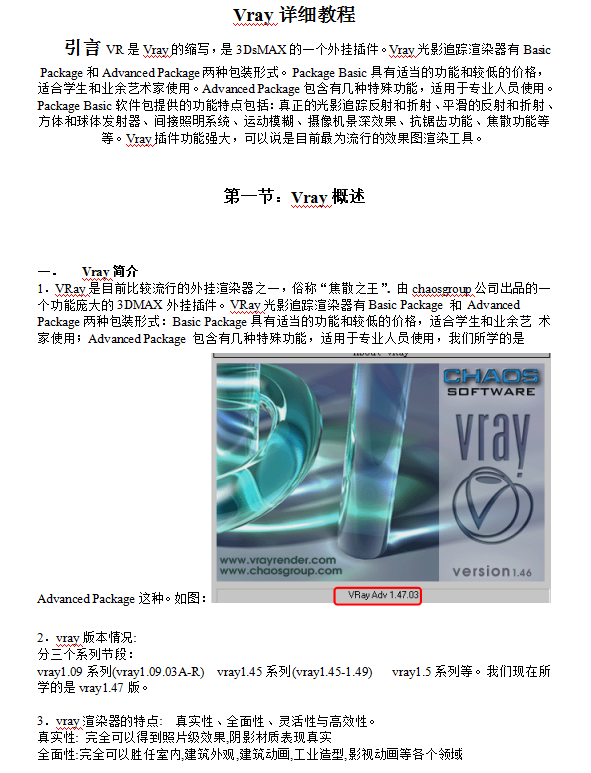 Vray 详细教程
引言 VR 是 Vray 的缩写，是 3DsMAX 的一个外挂插件。Vray 光影追踪渲染器有 Basic
Package 和 Advanced Package 两种包装形式。Package Basic 具有适当的功能和较低的价格，
适合学生和业余艺术家使用。Advanced Package 包含有几种特殊功能，适用于专业人员使用。
Package Basic 软件包提供的功能特点包括：真正的光影追踪反射和折射、平滑的反射和折射、
方体和球体发射器、间接照明系统、运动模糊、摄像机景深效果、抗锯齿功能、焦散功能等
等。Vray 插件功能强大，可以说是目前最为流行的效果图渲染工具。
第一节：Vray 概述
一． Vray 简介
1．VRay 是目前比较流行的外挂渲染器之一，俗称“焦散之王”．由 chaosgroup 公司出品的一
个功能庞大的 3DMAX 外挂插件。VRay 光影追踪渲染器有 Basic Package 和 Advanced
Package 两种包装形式：Basic Package 具有适当的功能和较低的价格，适合学生和业余艺 术
家使用；Advanced Package 包含有几种特殊功能，适用于专业人员使用，我们所学的是
About VRay
CHAOS
SOFTWARE
vray
www.vrayrender.com
www.chaosgroup.com
version 1.46
VRay Adv 1.47.03
Advanced Package 这种。如图：
2．vray 版本情况:
分三个系列节段：
vray1.09 系列(vray1.09.03A-R) vray1.45 系列(vray1.45-1.49) vray1.5 系列等。我们现在所
学的是 vray1.47 版。
3．vray 渲染器的特点: 真实性、全面性、灵活性与高效性。
真实性: 完全可以得到照片级效果,阴影材质表现真实
全面性:完全可以胜任室内,建筑外观,建筑动画,工业造型,影视动画等各个领域